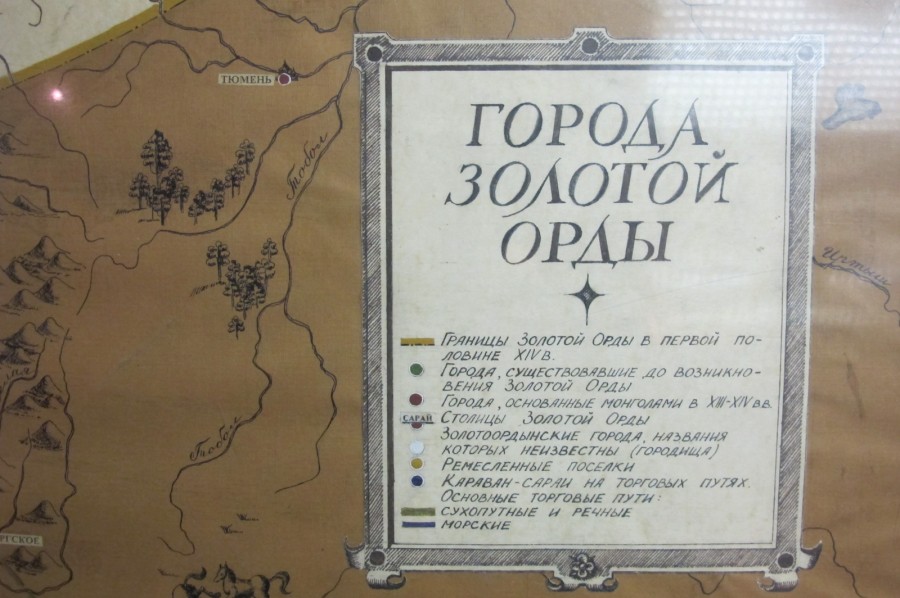 ТЮМЕНЬ
Тобол
ГОРОДА
ЗОЛОТОЙ
ОРДЫ
Иртыш
ГРАНИЦЫ ЗОЛОТОЙ ОРДЫ В ПЕРВОЙ ПО-
ЛОВИНЕ XIV В.
ГОРОДА, СУЩЕСТВОВАВШИЕ ДО ВОЗНИКНО-
ВЕНИЯ ЗОЛОТОЙ ОРДЫ
ГОРОДА, ОСНОВАННЫЕ МОНГОЛАМИ В XIII-XIV ВВ.
САРАЙ СТОЛИЦЫ ЗОЛОТОЙ ОРДЫ
ЗОЛОТООРДЫНСКИЕ ГОРОДА, НАЗВАНИЯ
КОТОРЫХ НЕИЗВЕСТНЫ (ГОРОДИЩА)
РЕМЕСЛЕННЫЕ ПОСЕЛКИ
КАРАВАН-САРАИ НА ТОРГОВЫХ ПУТЯХ.
ОСНОВНЫЕ ТОРГОВЫЕ ПУТИ:
СУХОПУТНЫЕ И РЕЧНЫЕ
МОРСКИЕ
Тобол
РГСКОЕ